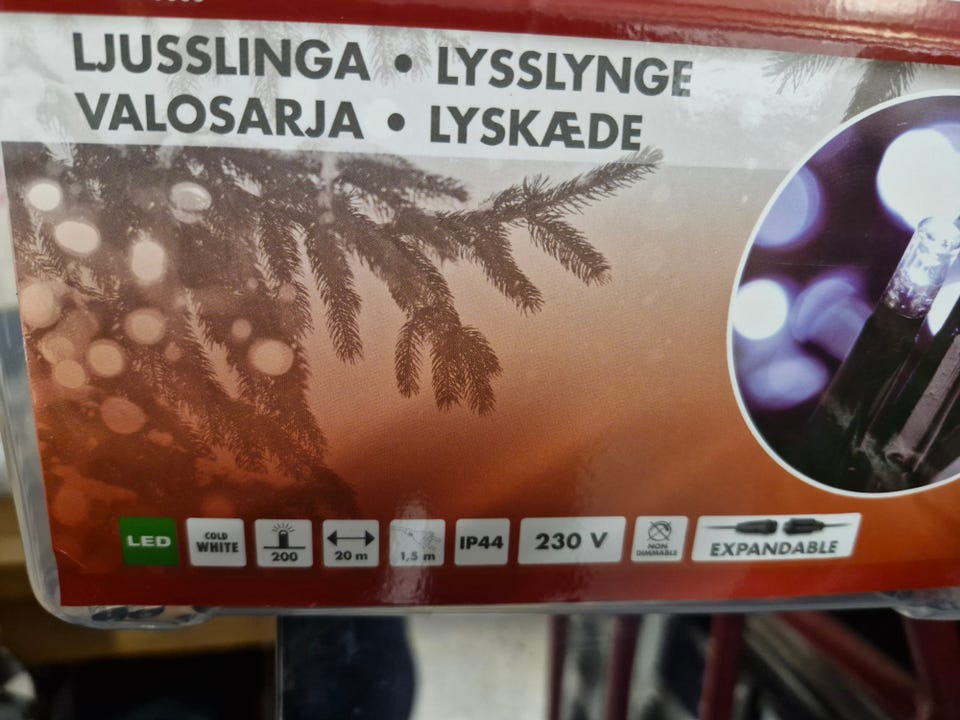 LJUSSLINGA • LYSSLYNGE
VALOSARJA • LYSKÆDE
LED
COLD
WHITE
200
20 m
1,5 m
IP44
230 V
NON
DIMMABLE
EXPANDABLE